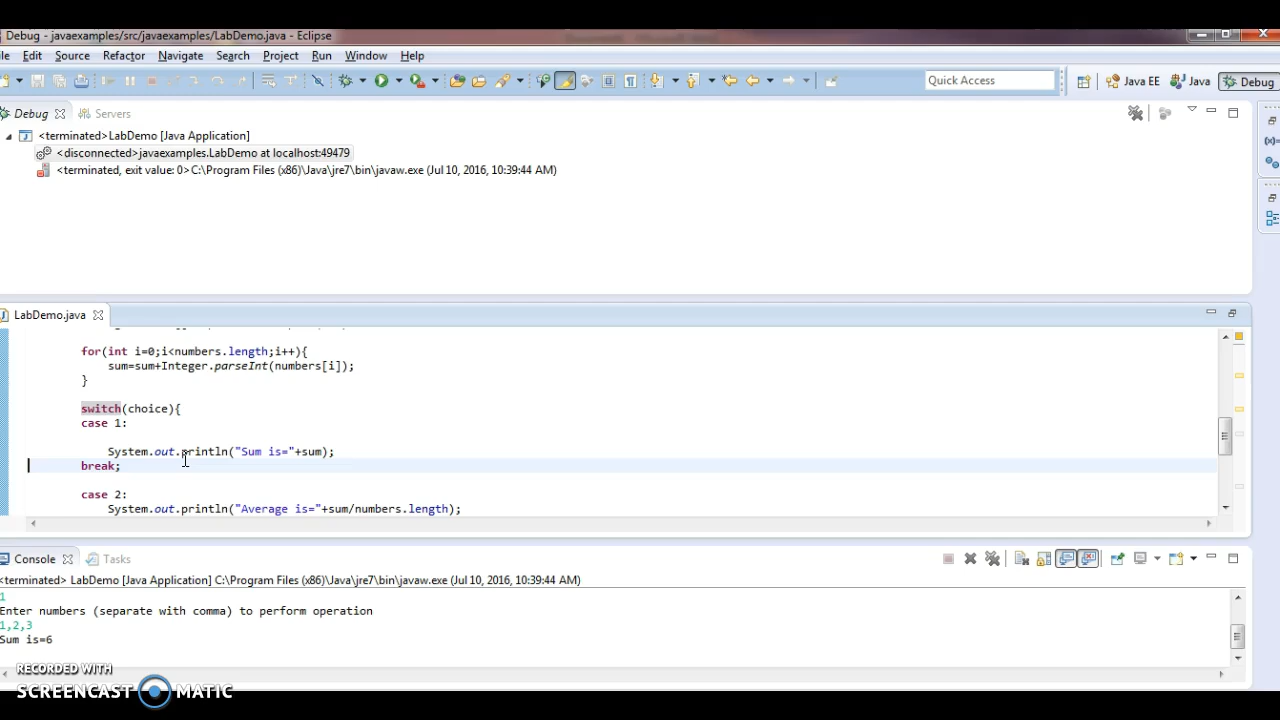 Debug - javaexamples/src/javaexamples/LabDemo.java - Eclipse
ile Edit Source Refactor Navigate Search Project Run Window Help
Quick Access Java EE Java Debug
Debug Servers
<terminated>LabDemo [Java Application]
<disconnected>javaexamples.LabDemo at localhost:49479
<terminated, exit value: 0>C:\Program Files (x86)\Java\jre7\bin\javaw.exe (Jul 10, 2016, 10:39:44 AM)
LabDemo.java
for(int i=0;i<numbers.length;i++){
sum=sum+Integer.parseInt(numbers[i]);
}
switch(choice){
case 1:
System.out.println("Sum is="+sum);
break;
case 2:
System.out.println("Average is="+sum/numbers.length);
Console Tasks
<terminated> LabDemo [Java Application] C:\Program Files (x86)\Java\jre7\bin\javaw.exe (Jul 10, 2016, 10:39:44 AM)
1
Enter numbers (separate with comma) to perform operation
1,2,3
Sum is=6
RECORDED WITH
SCREENCAST MATIC